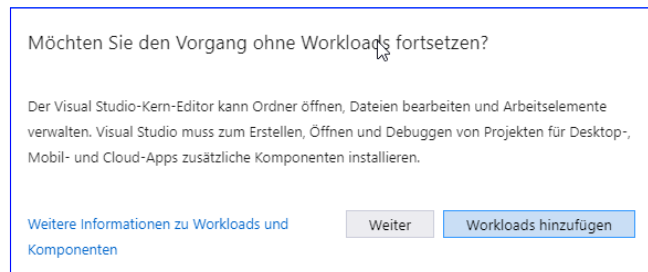 Möchten Sie den Vorgang ohne Workloads fortsetzen?
Der Visual Studio-Kern-Editor kann Ordner öffnen, Dateien bearbeiten und Arbeitselemente
verwalten. Visual Studio muss zum Erstellen, Öffnen und Debuggen von Projekten für Desktop-,
Mobil- und Cloud-Apps zusätzliche Komponenten installieren.
Weitere Informationen zu Workloads und
Komponenten
Weiter
Workloads hinzufügen